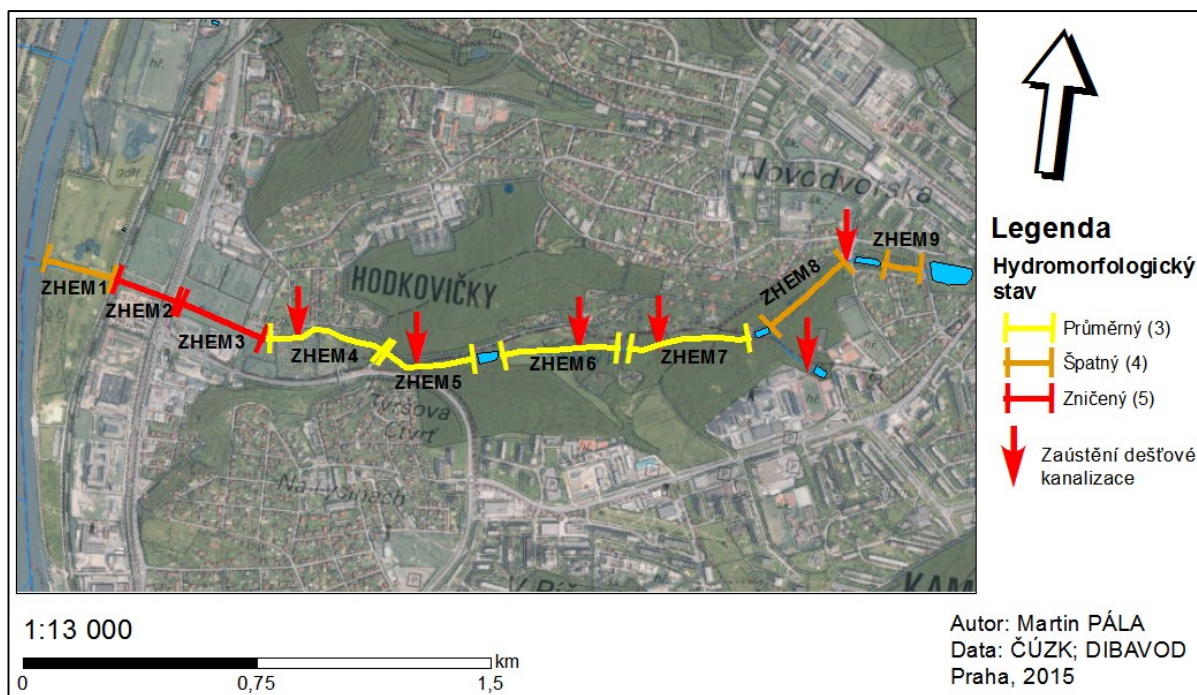 Novodvorska
ZHEM9
ZHEM8
HODKOVIČKY
ZHEM1
ZHEM2
ZHEM3
ZHEM4
ZHEM5
ZHEM6
ZHEM7
Tyršova
Čtvrť
Na Lysinách
KAM
Legenda
Hydromorfologický
stav
Průměrný (3)
Špatný (4)
Zničený (5)
Zaústění dešťové
kanalizace
1:13 000
km
0 0,75 1,5
Autor: Martin PÁLA
Data: ČÚZK; DIBAVOD
Praha, 2015